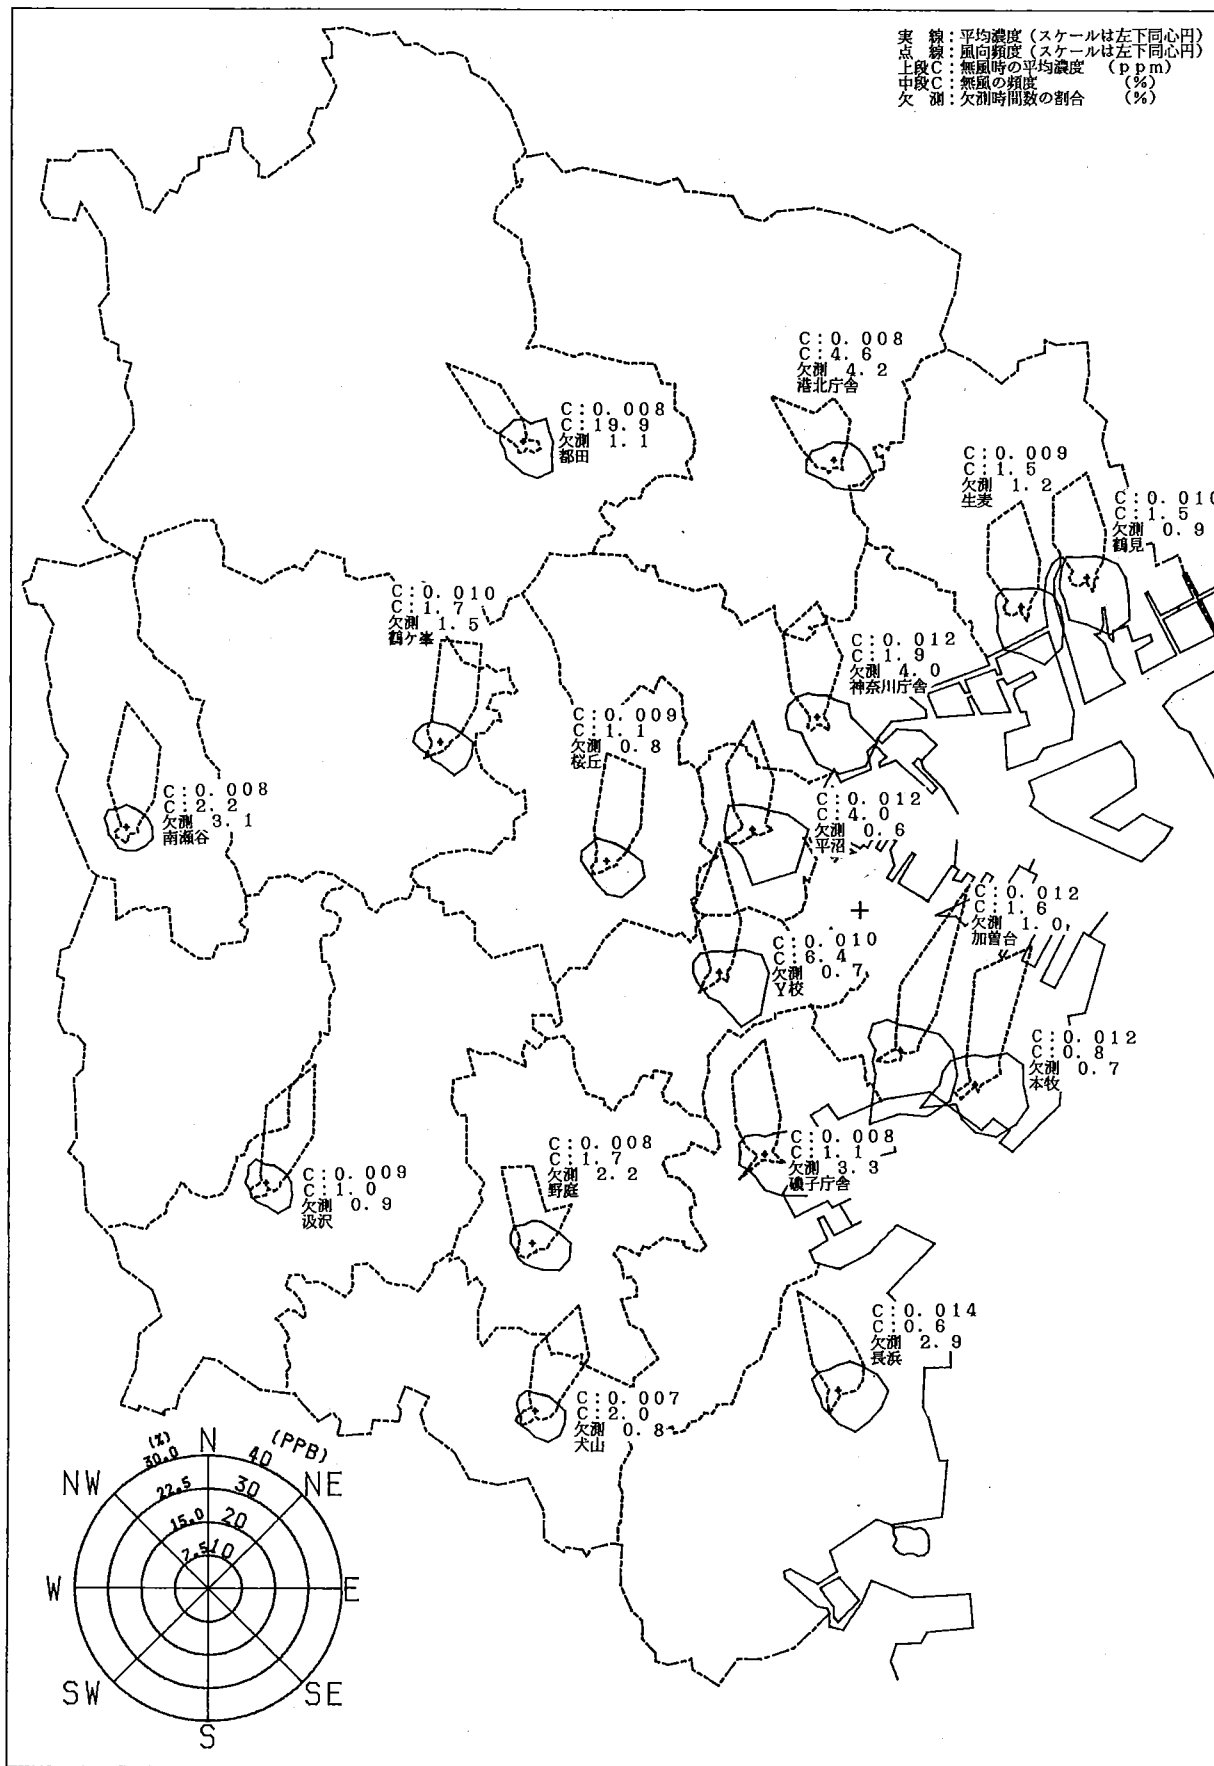 実 線：平均濃度（スケールは左下同心円）
点 線：風向頻度（スケールは左下同心円）
上段C：無風時の平均濃度 （ppm）
中段C：無風の頻度 （％）
欠 測：欠測時間数の割合 （％）
C：0.008
C：4.6
欠測 4.2
港北庁舎
C：0.008
C：19.9
欠測 1.1
都田
C：0.009
C：1.5
欠測 1.2
生麦
C：0.010
C：1.5
欠測 0.9
鶴見
C：0.010
C：1.7
欠測 1.5
鶴ケ峯
C：0.012
C：1.9
欠測 4.0
神奈川庁舎
C：0.009
C：1.1
欠測 0.8
桜丘
C：0.008
C：2.2
欠測 3.1
南瀬谷
C：0.012
C：4.0
欠測 0.6
平沼
C：0.012
C：1.6
欠測 1.0
加曽台
C：0.010
C：6.4
欠測 0.7
Y校
C：0.012
C：0.8
欠測 0.7
本牧
C：0.008
C：1.1
欠測 3.3
磯子庁舎
C：0.008
C：1.7
欠測 2.2
野庭
C：0.009
C：1.0
欠測 0.9
汲沢
C：0.014
C：0.6
欠測 2.9
長浜
C：0.007
C：2.0
欠測 0.8
犬山
(%) N (PPB)
30.0 40
NW 22.5 30 NE
15.0 20
7.5 10
W E
SW SE
S